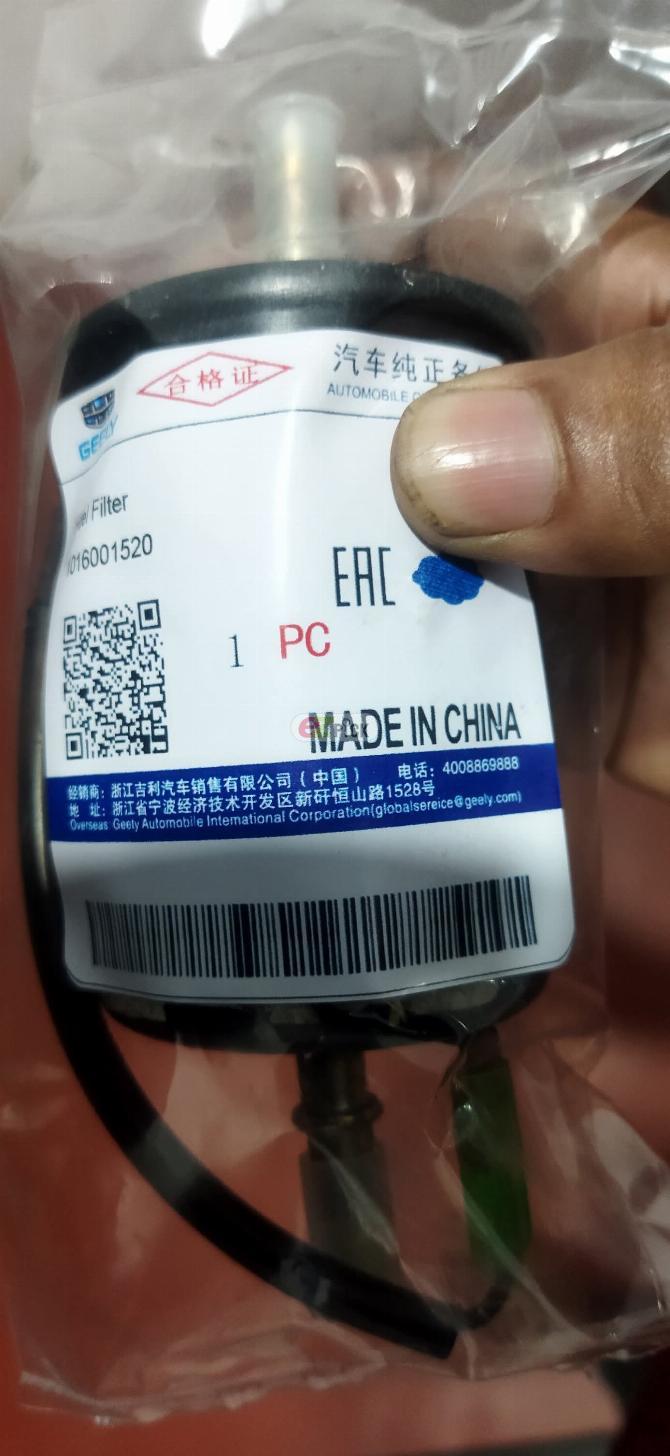 GEELY
合格证
汽车纯正备
AUTOMOBILE
Filter
1016001520
EAC
1 PC
MADE IN CHINA
经销商：浙江吉利汽车销售有限公司（中国） 电话：4008869888
地 址：浙江省宁波经济技术开发区新矸恒山路1528号
Overseas: Geely Automobile International Corporation(globalsereice@geely.com)